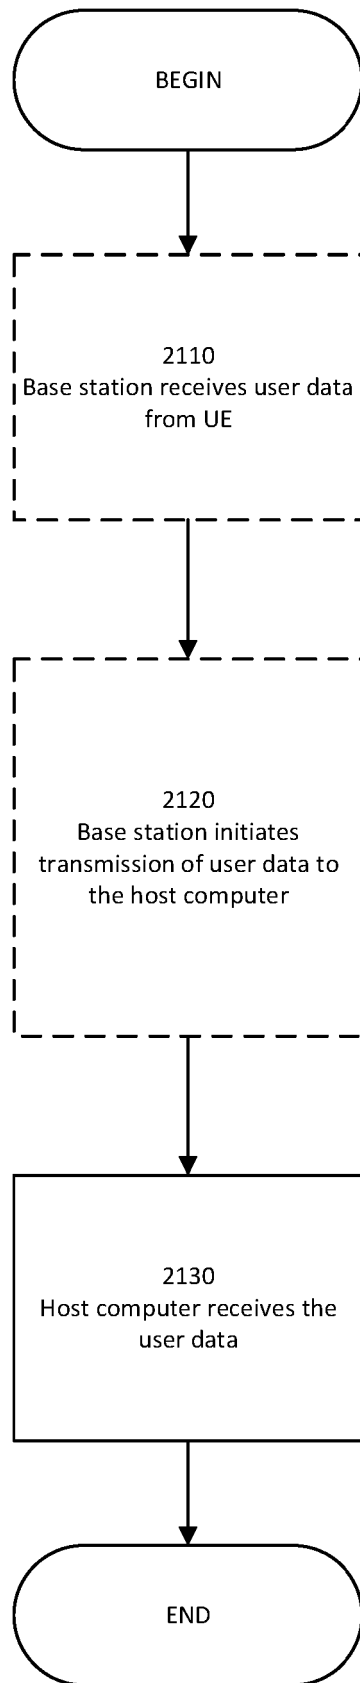 BEGIN
2110
Base station receives user data
from UE
2120
Base station initiates
transmission of user data to
the host computer
2130
Host computer receives the
user data
END